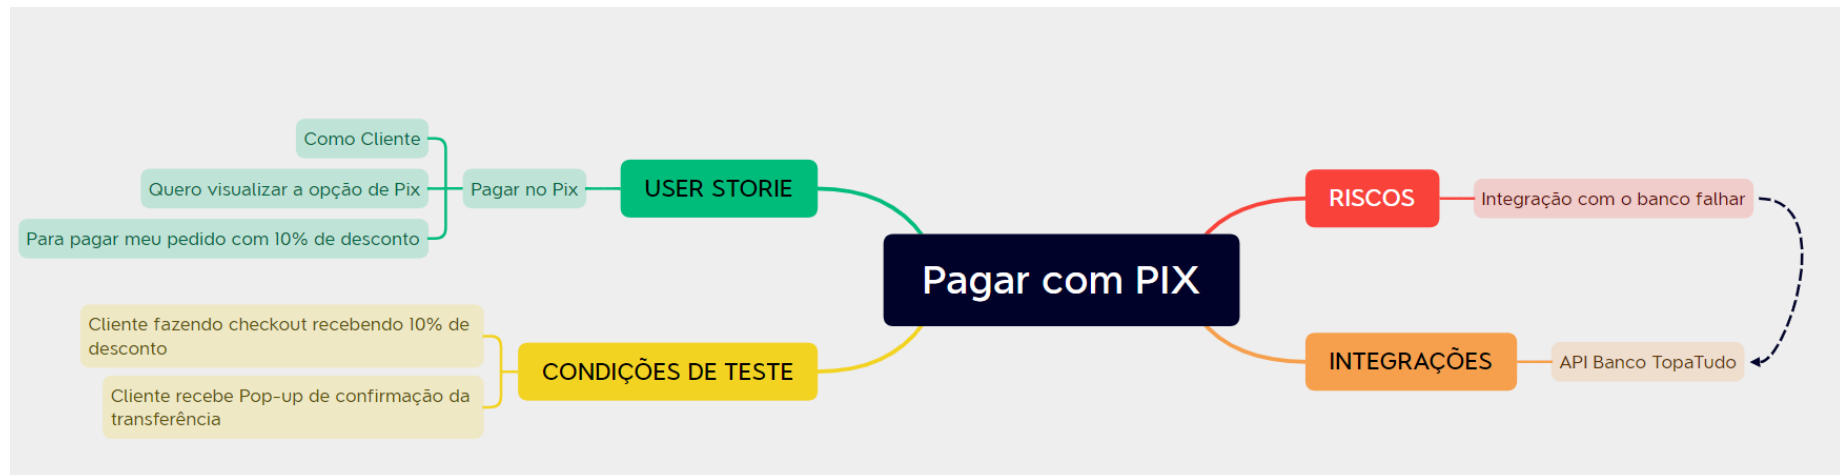 Como Cliente
Quero visualizar a opção de Pix
Para pagar meu pedido com 10% de desconto
Pagar no Pix
USER STORIE
Cliente fazendo checkout recebendo 10% de
desconto
Cliente recebe Pop-up de confirmação da
transferência
CONDIÇÕES DE TESTE
Pagar com PIX
RISCOS
Integração com o banco falhar
INTEGRAÇÕES
API Banco TopaTudo